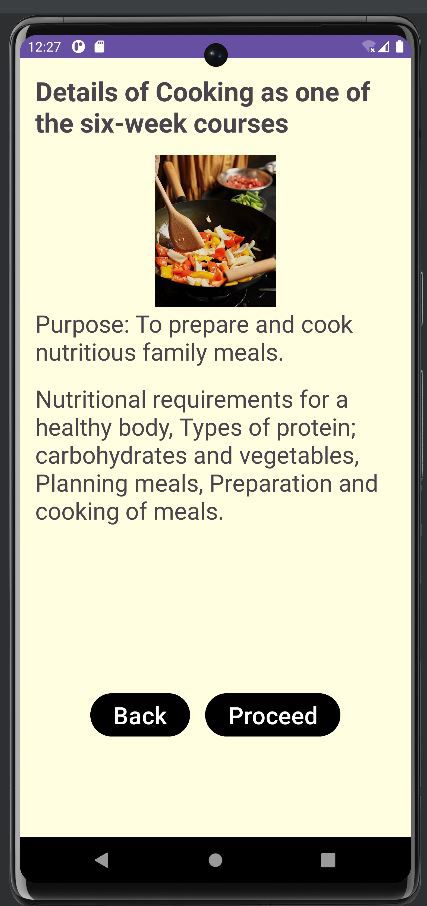 12:27
Details of Cooking as one of
the six-week courses
Purpose: To prepare and cook
nutritious family meals.
Nutritional requirements for a
healthy body, Types of protein;
carbohydrates and vegetables,
Planning meals, Preparation and
cooking of meals.
Back Proceed